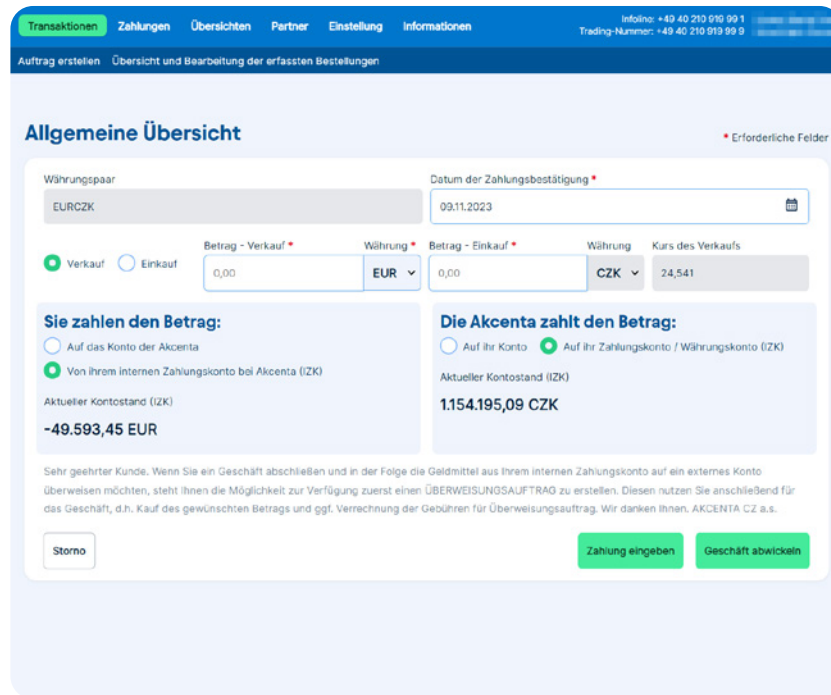 Transaktionen Zahlungen Übersichten Partner Einstellung Informationen
Infoline: +49 40 210 919 99 1
Trading-Nummer: +49 40 210 919 99 9
Auftrag erstellen Übersicht und Bearbeitung der erfassten Bestellungen
Allgemeine Übersicht
* Erforderliche Felder
Währungspaar
EURCZK
Datum der Zahlungsbestätigung *
09.11.2023
Verkauf Einkauf
Betrag - Verkauf * Währung * Betrag - Einkauf * Währung Kurs des Verkaufs
0,00 EUR 0,00 CZK 24,541
Sie zahlen den Betrag:
Auf das Konto der Akcenta
Von ihrem internen Zahlungskonto bei Akcenta (IZK)
Aktueller Kontostand (IZK)
-49.593,45 EUR
Die Akcenta zahlt den Betrag:
Auf ihr Konto Auf ihr Zahlungskonto / Währungskonto (IZK)
Aktueller Kontostand (IZK)
1.154.195,09 CZK
Sehr geehrter Kunde. Wenn Sie ein Geschäft abschließen und in der Folge die Geldmittel aus Ihrem internen Zahlungskonto auf ein externes Konto
überweisen möchten, steht Ihnen die Möglichkeit zur Verfügung zuerst einen ÜBERWEISUNGSAUFTRAG zu erstellen. Diesen nutzen Sie anschließend für
das Geschäft, d.h. Kauf des gewünschten Betrags und ggf. Verrechnung der Gebühren für Überweisungsauftrag. Wir danken Ihnen. AKCENTA CZ a.s.
Storno
Zahlung eingeben
Geschäft abwickeln